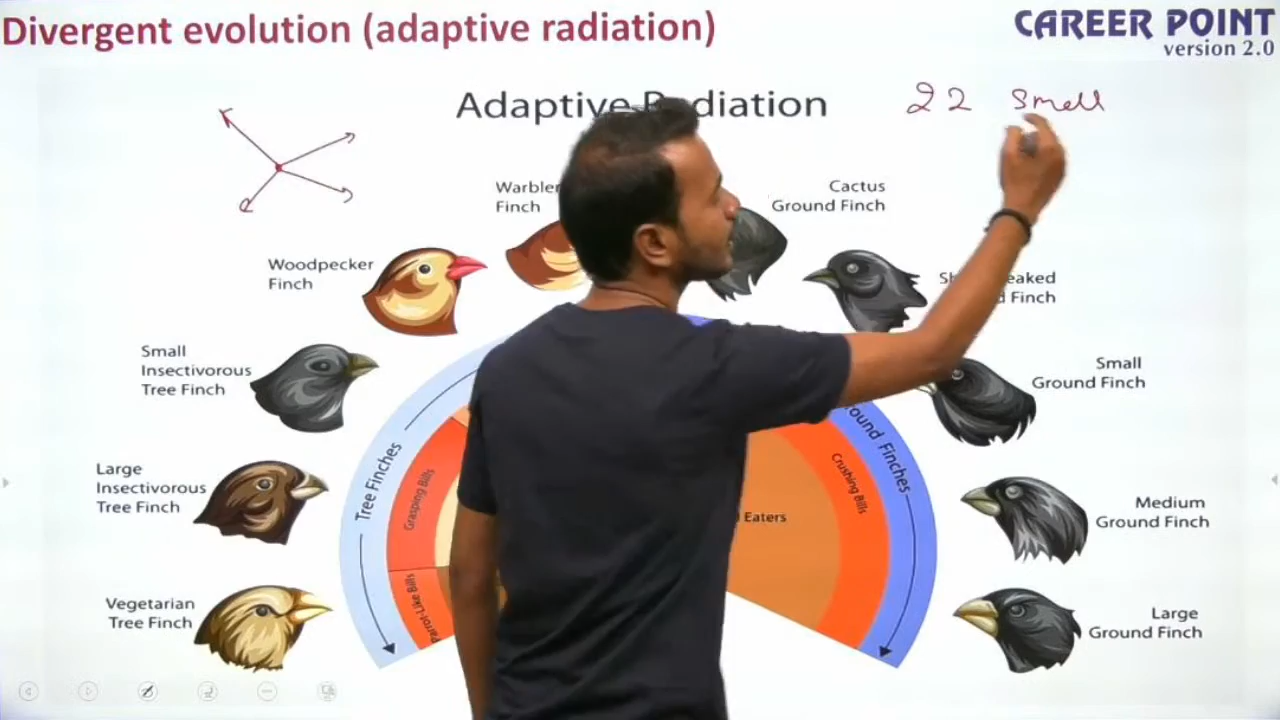 Divergent evolution (adaptive radiation)
CAREER POINT
version 2.0
Adaptive Radiation
22 Small
Warbler
Finch
Cactus
Ground Finch
Woodpecker
Finch
Finch
Small
Insectivorous
Tree Finch
Small
Ground Finch
Large
Insectivorous
Tree Finch
Medium
Ground Finch
Vegetarian
Tree Finch
Large
Ground Finch
Tree Finches
Grasping Bills
Parrot-Like Bills
Eaters
Crushing Bills
Ground Finches